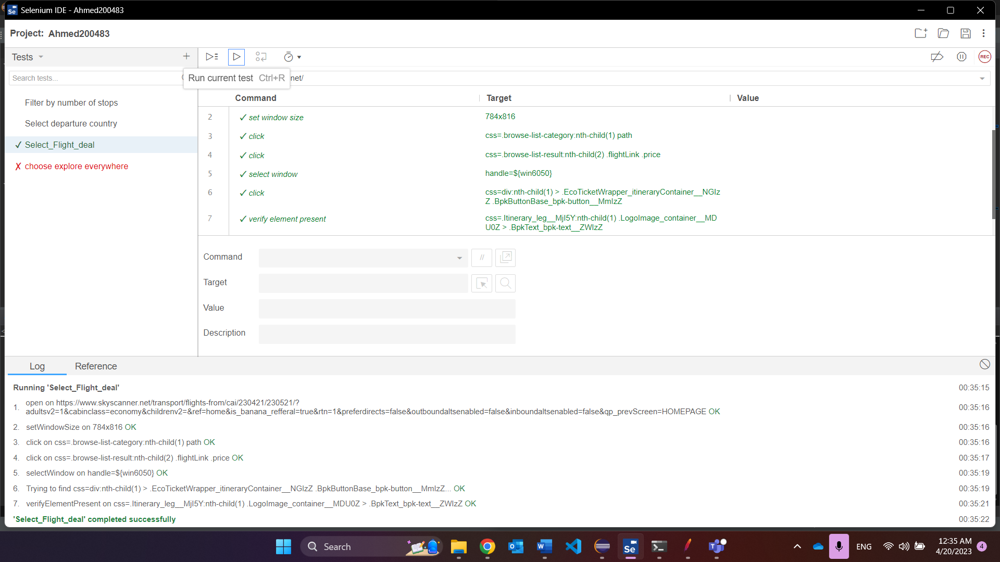 Selenium IDE - Ahmed200483
Project: Ahmed200483
Tests
REC
Search tests...
Run current test Ctrl+R
net/
Command Target Value
Filter by number of stops
Select departure country
✓ Select_Flight_deal
✗ choose explore everywhere
2 ✓ set window size 784x816
3 ✓ click css=.browse-list-category:nth-child(1) path
4 ✓ click css=.browse-list-result:nth-child(2) .flightLink .price
5 ✓ select window handle=${win6050}
6 ✓ click css=div:nth-child(1) > .EcoTicketWrapper_itineraryContainer__NGIz
Z .BpkButtonBase_bpk-button__MmIzZ
7 ✓ verify element present css=.Itinerary_leg__MjI5Y:nth-child(1) .LogoImage_container__MD
U0Z > .BpkText_bpk-text__ZWIzZ
Command //
Target
Value
Description
Log Reference
Running 'Select_Flight_deal' 00:35:15
1. open on https://www.skyscanner.net/transport/flights-from/cai/230421/230521/?
adultsv2=1&cabinclass=economy&childrenv2=&ref=home&is_banana_refferal=true&rtn=1&preferdirects=false&outboundaltsenabled=false&inboundaltsenabled=false&qp_prevScreen=HOMEPAGE OK 00:35:16
2. setWindowSize on 784x816 OK 00:35:16
3. click on css=.browse-list-category:nth-child(1) path OK 00:35:16
4. click on css=.browse-list-result:nth-child(2) .flightLink .price OK 00:35:17
5. selectWindow on handle=${win6050} OK 00:35:19
6. Trying to find css=div:nth-child(1) > .EcoTicketWrapper_itineraryContainer__NGIzZ .BpkButtonBase_bpk-button__MmIzZ... OK 00:35:19
7. verifyElementPresent on css=.Itinerary_leg__MjI5Y:nth-child(1) .LogoImage_container__MDU0Z > .BpkText_bpk-text__ZWIzZ OK 00:35:21
'Select_Flight_deal' completed successfully 00:35:22
Search
ENG
12:35 AM
4/20/2023
4